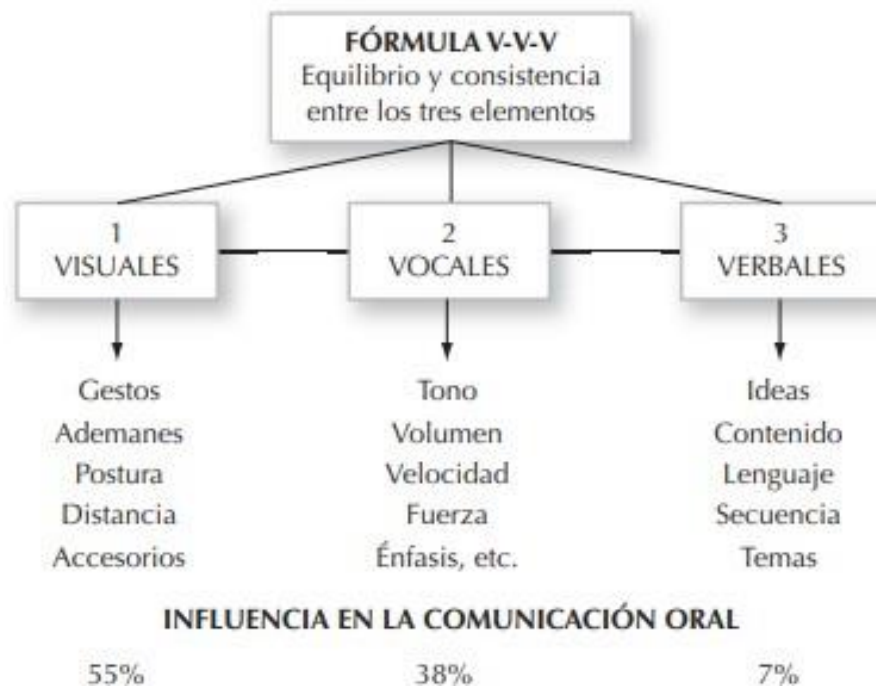 FÓRMULA V-V-V
Equilibrio y consistencia
entre los tres elementos
1
VISUALES
2
VOCALES
3
VERBALES
Gestos
Ademanes
Postura
Distancia
Accesorios
Tono
Volumen
Velocidad
Fuerza
Énfasis, etc.
Ideas
Contenido
Lenguaje
Secuencia
Temas
INFLUENCIA EN LA COMUNICACIÓN ORAL
55% 38% 7%